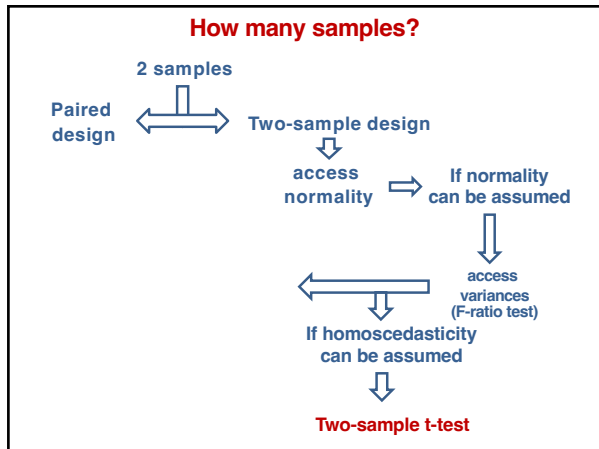 How many samples?
2 samples
Paired
design
Two-sample design
access
normality
If normality
can be assumed
access
variances
(F-ratio test)
If homoscedasticity
can be assumed
Two-sample t-test